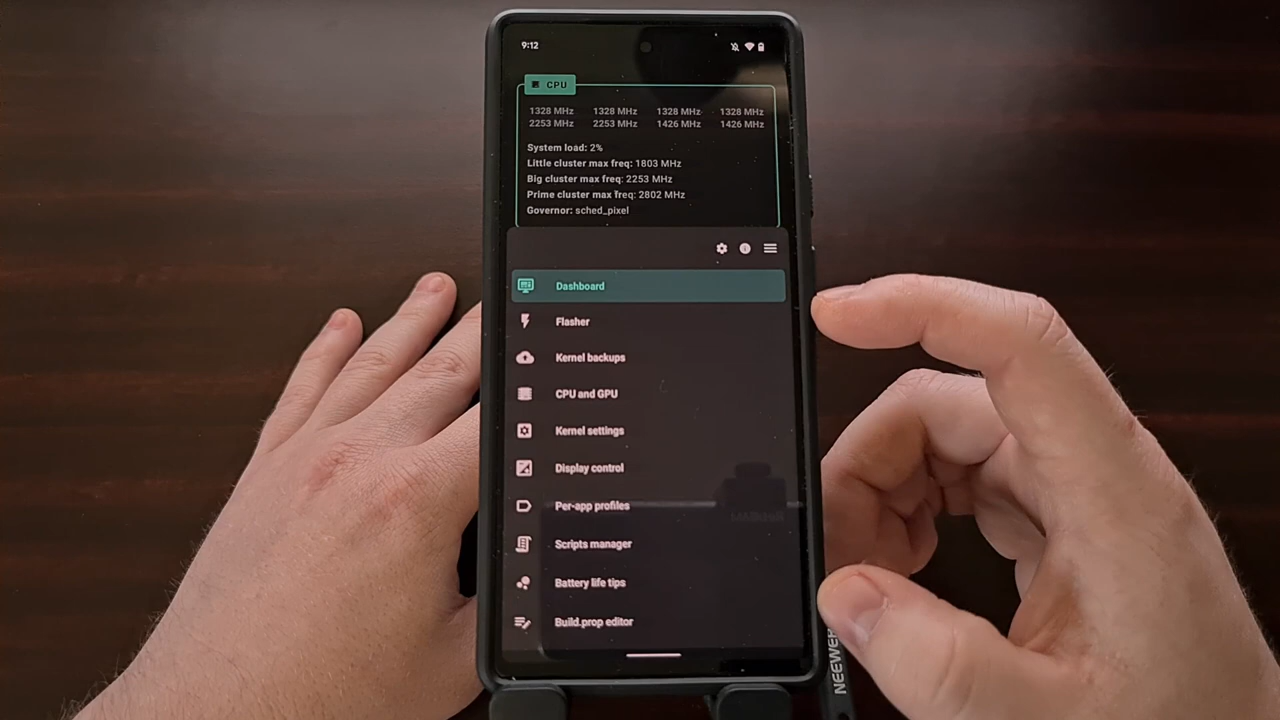 9:12
CPU
1328 MHz 1328 MHz 1328 MHz 1328 MHz
2253 MHz 2253 MHz 1426 MHz 1426 MHz
System load: 2%
Little cluster max freq: 1803 MHz
Big cluster max freq: 2253 MHz
Prime cluster max freq: 2802 MHz
Governor: sched_pixel
Dashboard
Flasher
Kernel backups
CPU and GPU
Kernel settings
Display control
Per-app profiles
Scripts manager
Battery life tips
Build.prop editor
NEEWER